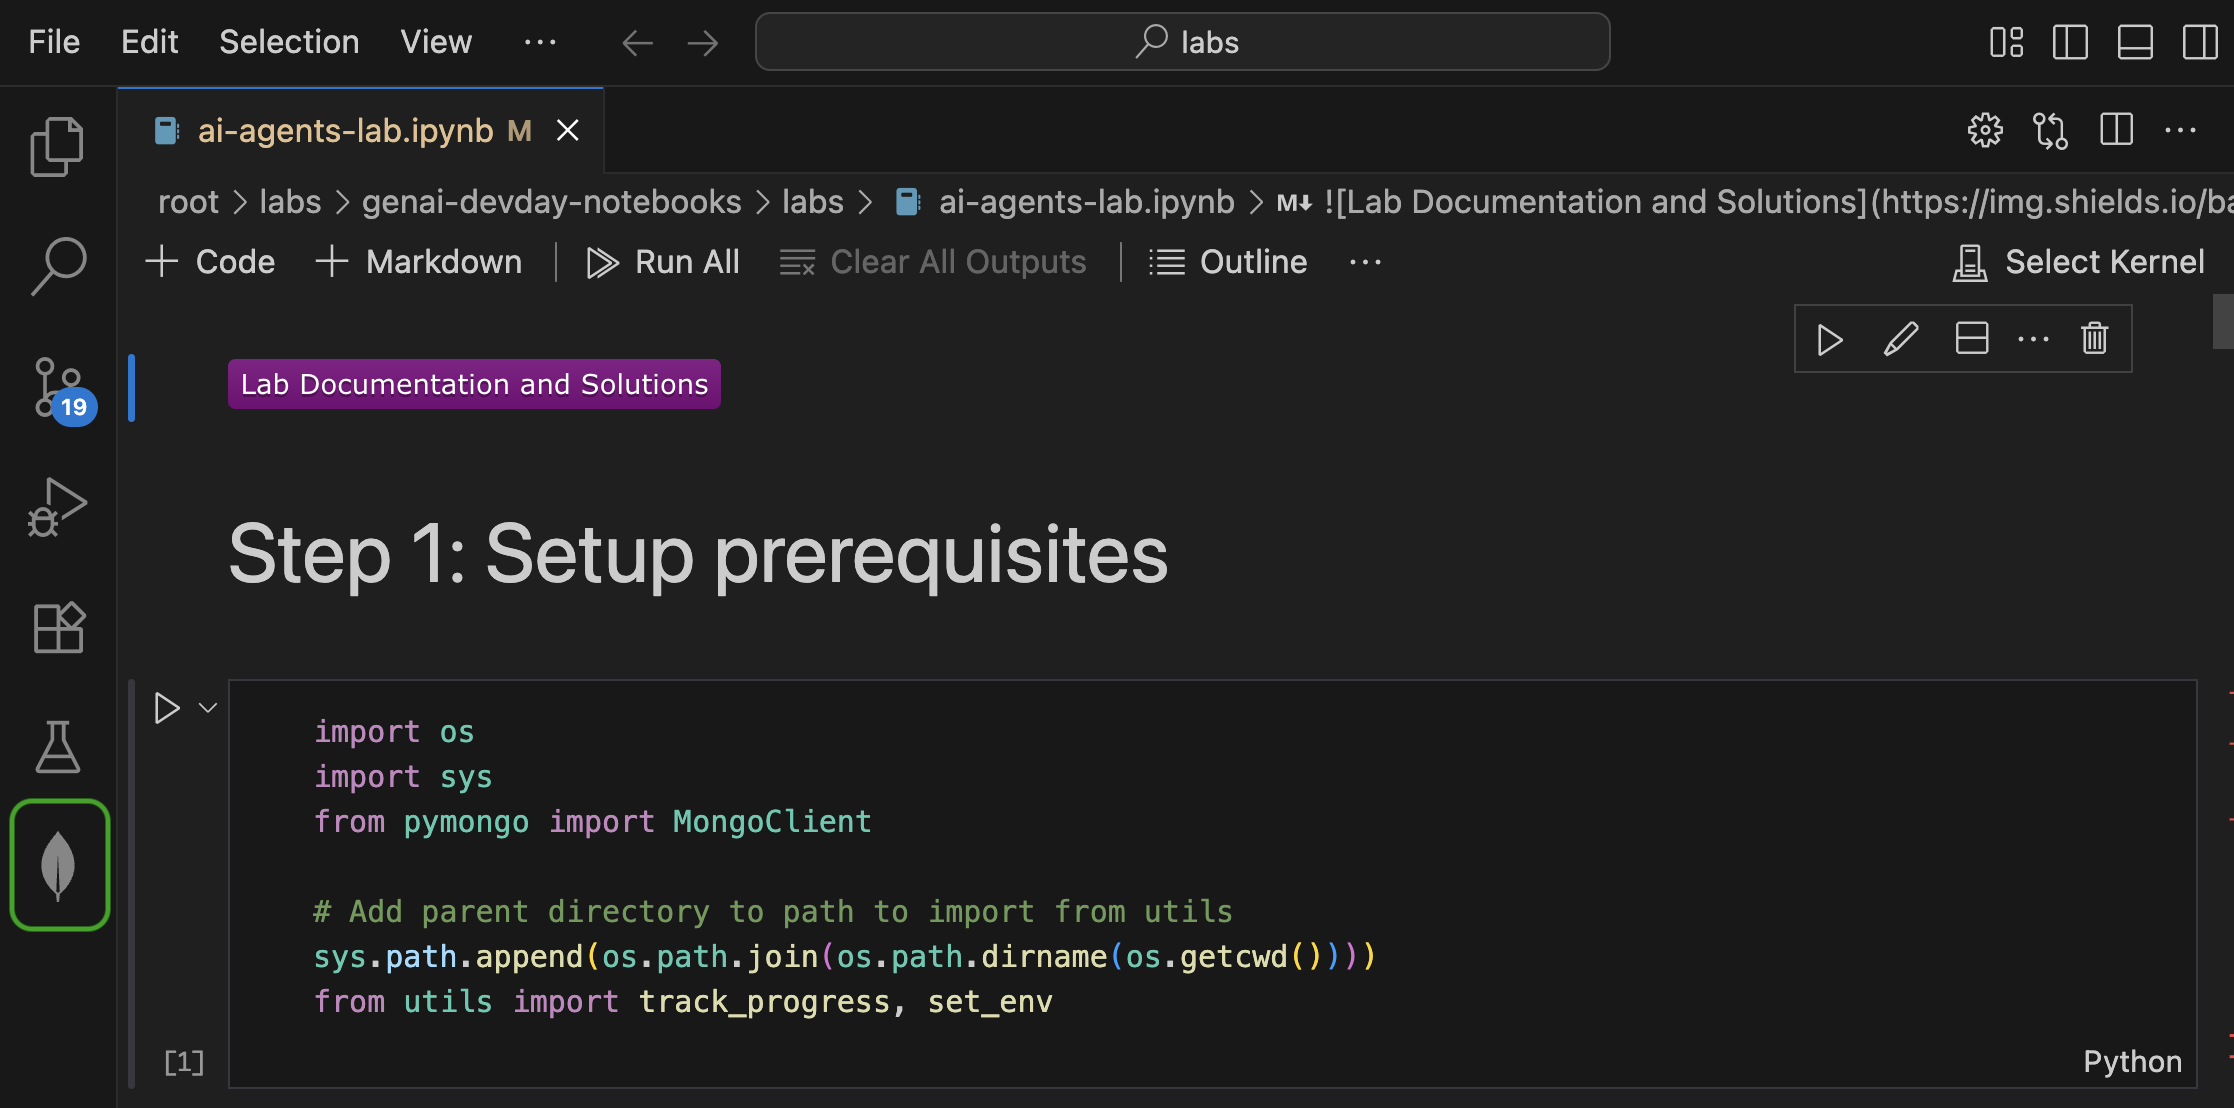 File Edit Selection View ··· labs
ai-agents-lab.ipynb M
root > labs > genai-devday-notebooks > labs > ai-agents-lab.ipynb > M↓ ![Lab Documentation and Solutions](https://img.shields.io/ba
+ Code + Markdown Run All Clear All Outputs Outline ··· Select Kernel
Lab Documentation and Solutions
19
Step 1: Setup prerequisites
import os
import sys
from pymongo import MongoClient
# Add parent directory to path to import from utils
sys.path.append(os.path.join(os.path.dirname(os.getcwd())))
from utils import track_progress, set_env
[1]
Python